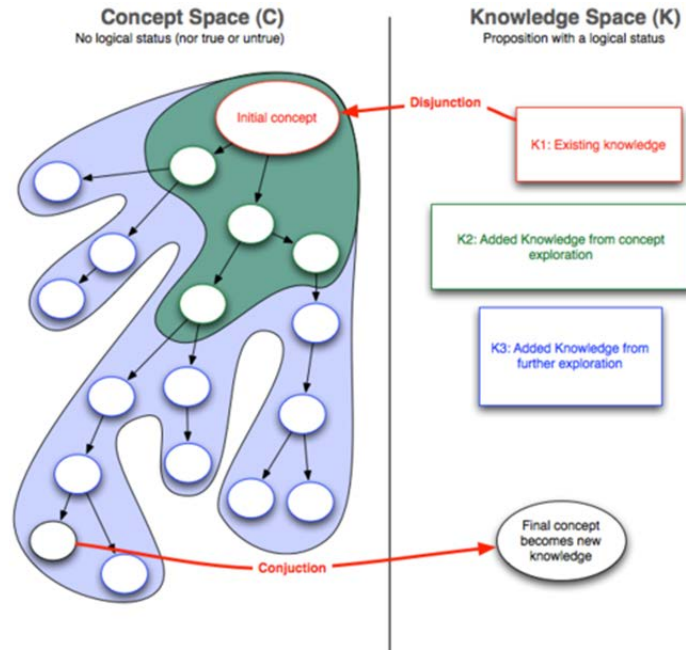 Concept Space (C)
No logical status (nor true or untrue)
Knowledge Space (K)
Proposition with a logical status
Initial concept
Disjunction
K1: Existing knowledge
K2: Added Knowledge from concept
exploration
K3: Added Knowledge from
further exploration
Final concept
becomes new
knowledge
Conjuction